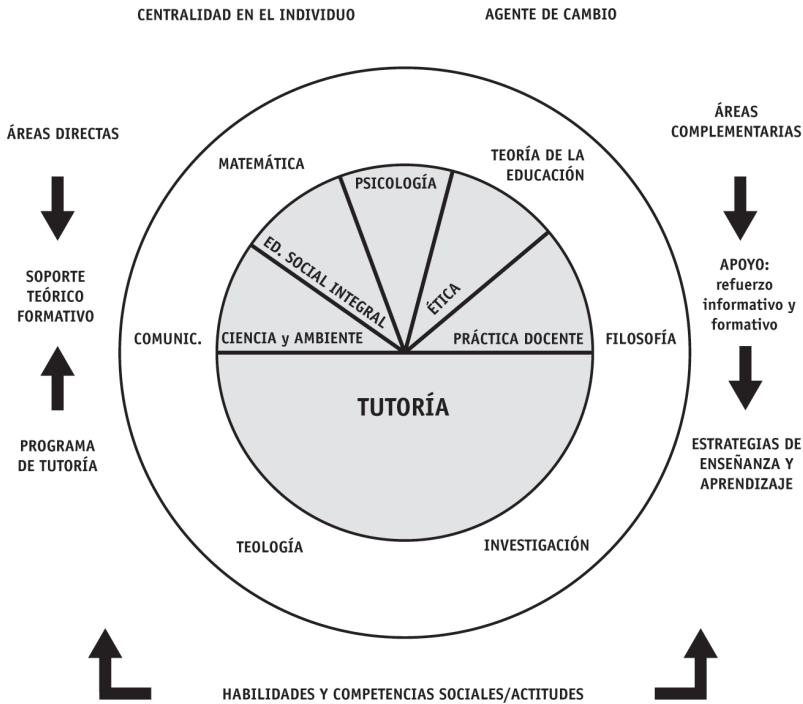 CENTRALIDAD EN EL INDIVIDUO
AGENTE DE CAMBIO
ÁREAS DIRECTAS
SOPORTE
TEÓRICO
FORMATIVO
PROGRAMA
DE TUTORÍA
MATEMÁTICA
TEORÍA DE LA
EDUCACIÓN
COMUNIC.
FILOSOFÍA
TEOLOGÍA
INVESTIGACIÓN
PSICOLOGÍA
ED. SOCIAL INTEGRAL
ÉTICA
CIENCIA y AMBIENTE
PRÁCTICA DOCENTE
TUTORÍA
ÁREAS
COMPLEMENTARIAS
APOYO:
refuerzo
informativo y
formativo
ESTRATEGIAS DE
ENSEÑANZA Y
APRENDIZAJE
HABILIDADES Y COMPETENCIAS SOCIALES/ACTITUDES